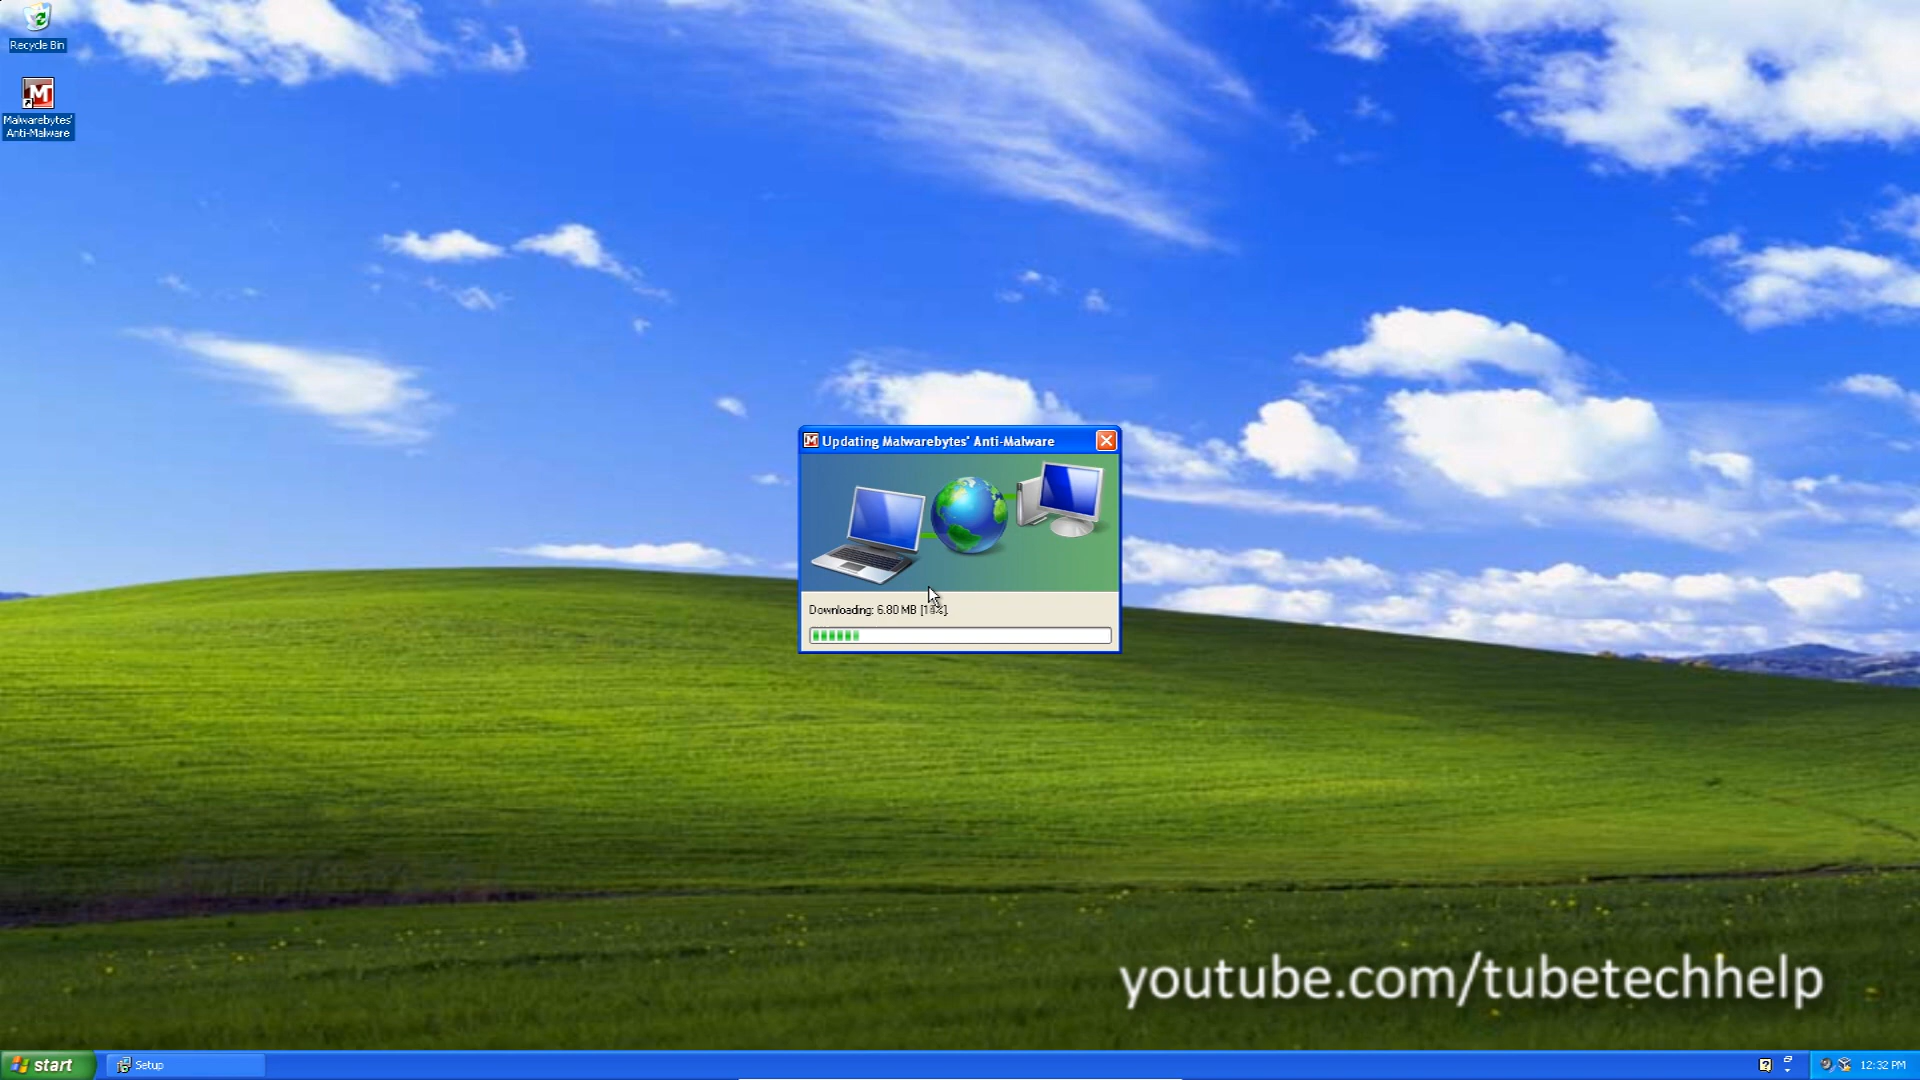 Recycle Bin
Malwarebytes'
Anti-Malware
Updating Malwarebytes' Anti-Malware
Downloading: 6.80 MB
youtube.com/tubetechhelp
start
Setup
12:32 PM